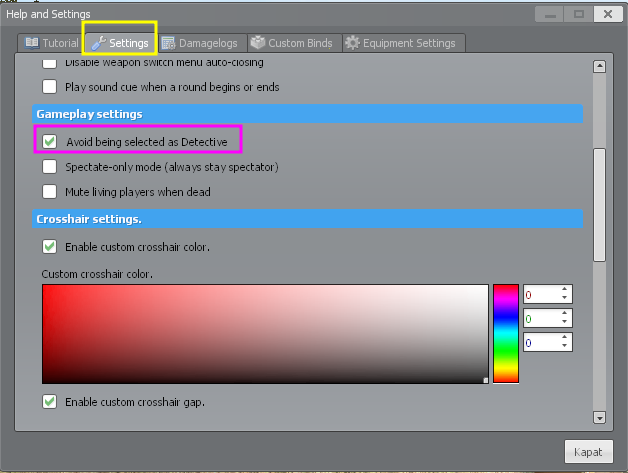 Help and Settings
Tutorial
Settings
Damagelogs
Custom Binds
Equipment Settings
Disable weapon switch menu auto-closing
Play sound cue when a round begins or ends
Gameplay settings
Avoid being selected as Detective
Spectate-only mode (always stay spectator)
Mute living players when dead
Crosshair settings.
Enable custom crosshair color.
Custom crosshair color.
0
0
0
Enable custom crosshair gap.
Kapat